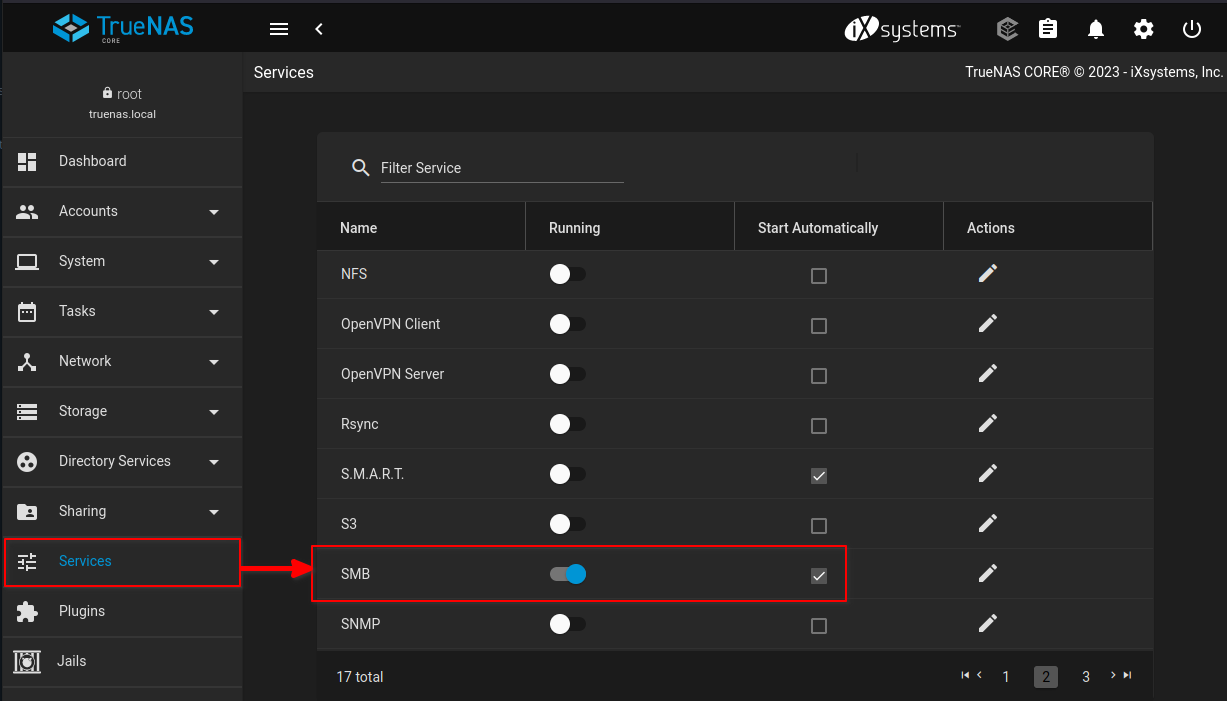 TrueNAS
CORE
iXsystems™
Services
TrueNAS CORE® © 2023 - iXsystems, Inc.
root
truenas.local
Dashboard
Accounts
System
Tasks
Network
Storage
Directory Services
Sharing
Services
Plugins
Jails
Filter Service
Name Running Start Automatically Actions
NFS
OpenVPN Client
OpenVPN Server
Rsync
S.M.A.R.T.
S3
SMB
SNMP
17 total 1 2 3